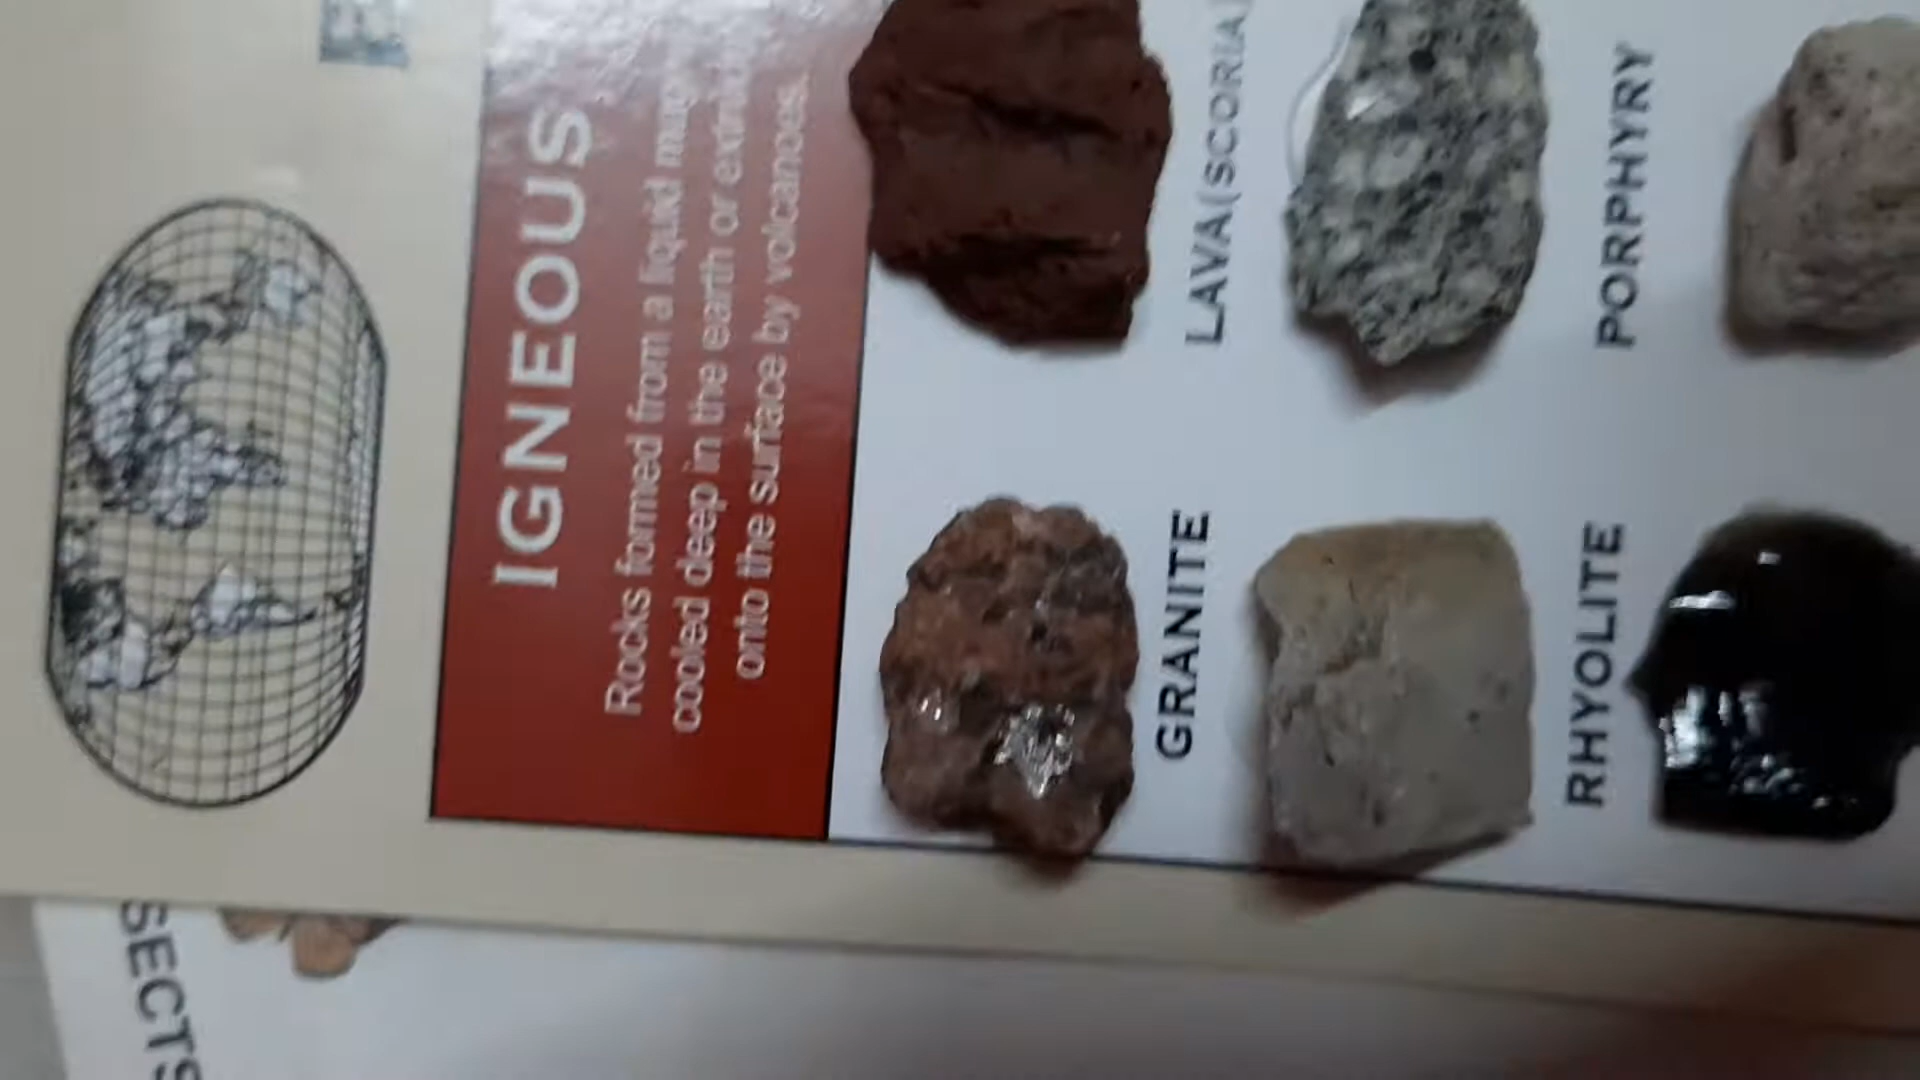 IGNEOUS
Rocks formed from a liquid
cooled deep in the earth or
onto the surface by volcanoes.
LAVA(SCORIA)
PORPHYRY
GRANITE
RHYOLITE
SECTS